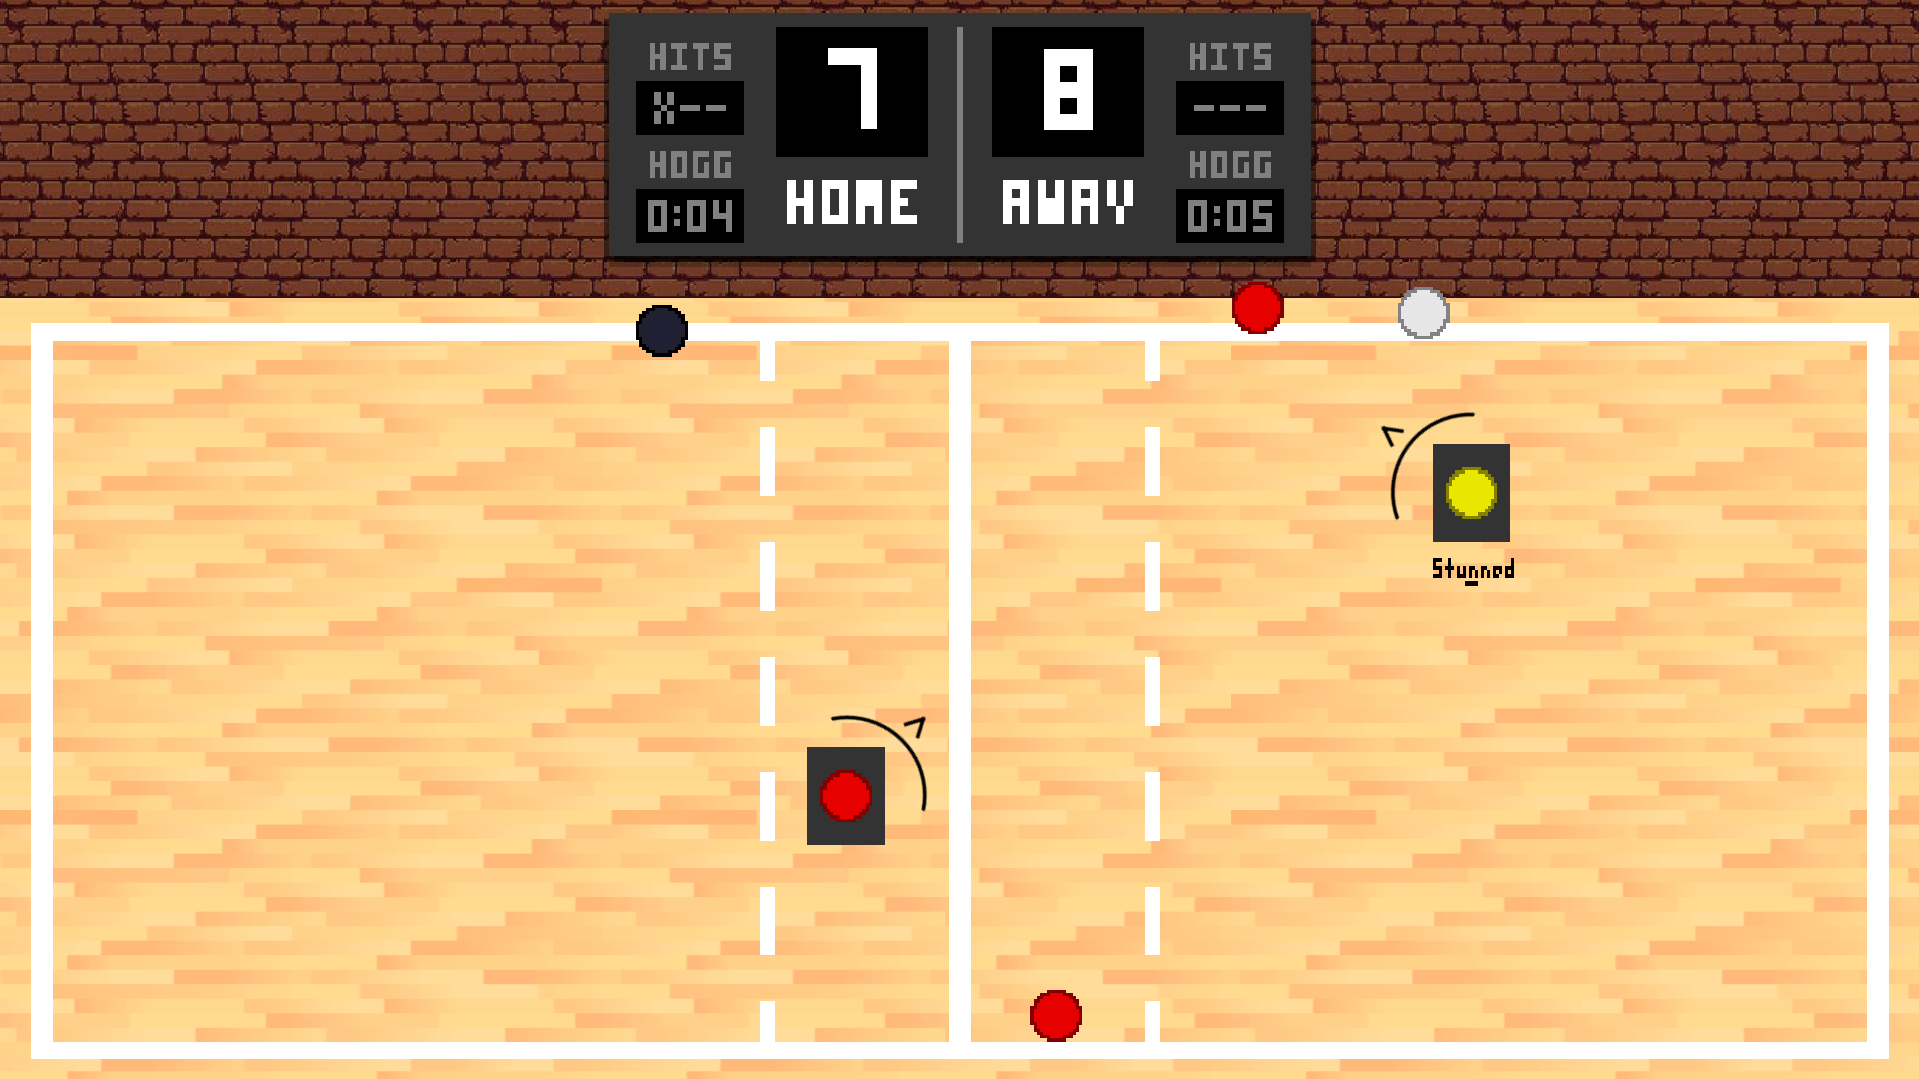 HITS
X--
HOGG
0:04
7
HOME
8
AWAY
HITS
---
HOGG
0:05
Stunned